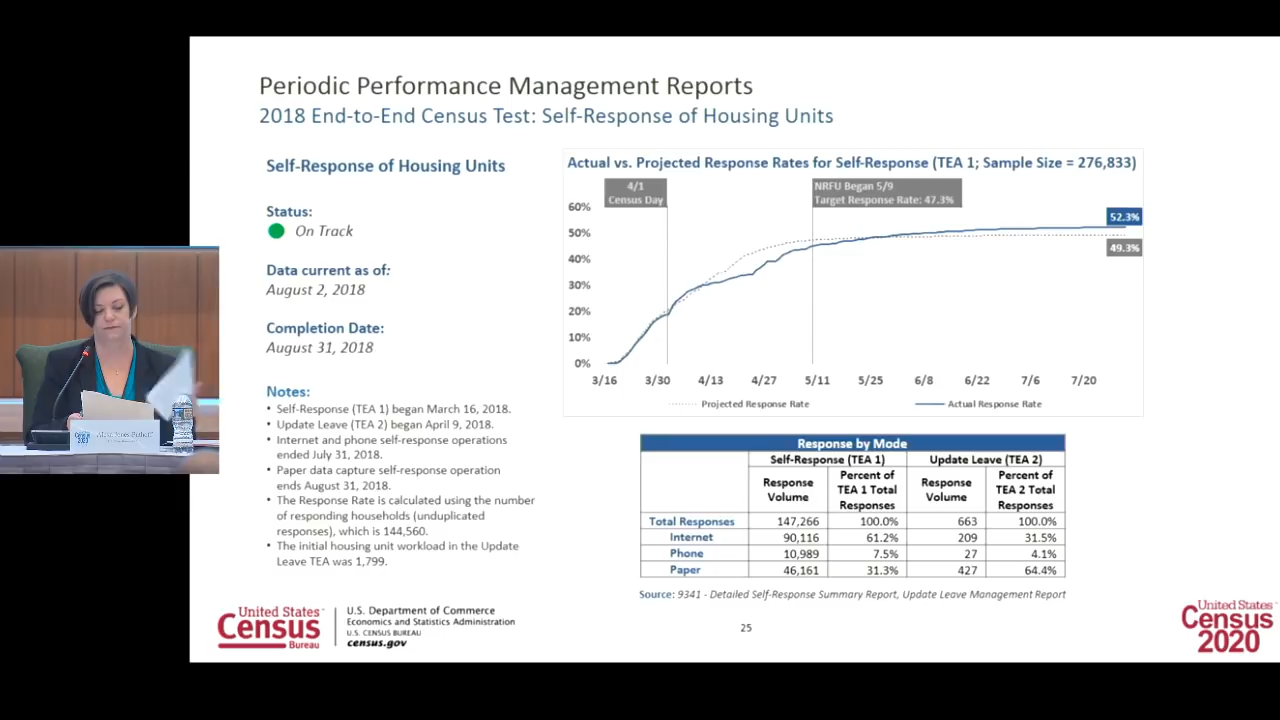 Periodic Performance Management Reports
2018 End-to-End Census Test: Self-Response of Housing Units
Self-Response of Housing Units
Status:
On Track
Data current as of:
August 2, 2018
Completion Date:
August 31, 2018
Notes:
• Self-Response (TEA 1) began March 16, 2018.
• Update Leave (TEA 2) began April 9, 2018.
• Internet and phone self-response operations
ended July 31, 2018.
• Paper data capture self-response operation
ends August 31, 2018.
• The Response Rate is calculated using the number
of responding households (unduplicated
responses), which is 144,560.
• The initial housing unit workload in the Update
Leave TEA was 1,799.
Actual vs. Projected Response Rates for Self-Response (TEA 1; Sample Size = 276,833)
4/1
Census Day
NRFU Began 5/9
Target Response Rate: 47.3%
60%
50%
40%
30%
20%
10%
0%
52.3%
49.3%
3/16 3/30 4/13 4/27 5/11 5/25 6/8 6/22 7/6 7/20
Projected Response Rate Actual Response Rate
Response by Mode
Self-Response (TEA 1) Update Leave (TEA 2)
Response Volume Percent of TEA 1 Total Responses Response Volume Percent of TEA 2 Total Responses
Total Responses 147,266 100.0% 663 100.0%
Internet 90,116 61.2% 209 31.5%
Phone 10,989 7.5% 27 4.1%
Paper 46,161 31.3% 427 64.4%
Source: 9341 - Detailed Self-Response Summary Report, Update Leave Management Report
United States™
Census
Bureau
U.S. Department of Commerce
Economics and Statistics Administration
U.S. CENSUS BUREAU
census.gov
25
United States™
Census
2020